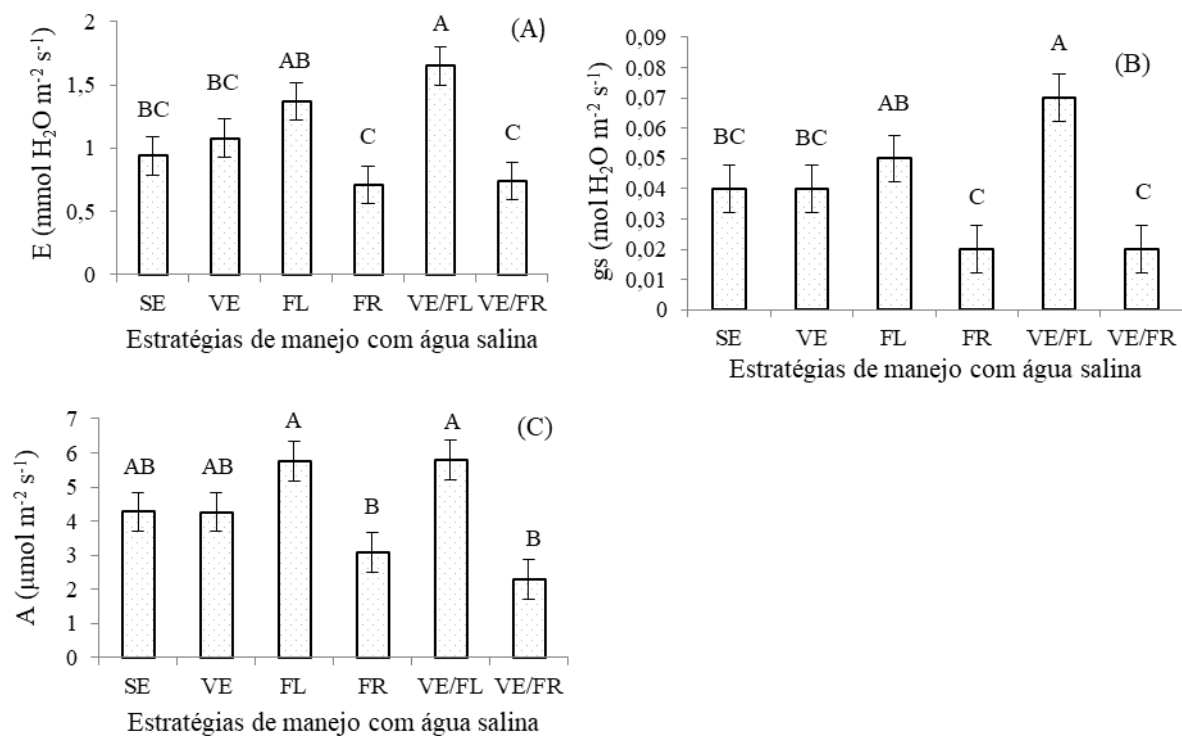 (A)
E (mmol H₂O m⁻² s⁻¹)
2
1,5
1
0,5
0
BC
BC
AB
C
A
C
SE VE FL FR VE/FL VE/FR
Estratégias de manejo com água salina
(B)
gs (mol H₂O m⁻² s⁻¹)
0,09
0,08
0,07
0,06
0,05
0,04
0,03
0,02
0,01
0
BC
BC
AB
C
A
C
SE VE FL FR VE/FL VE/FR
Estratégias de manejo com água salina
(C)
A (µmol m⁻² s⁻¹)
7
6
5
4
3
2
1
0
AB
AB
A
B
A
B
SE VE FL FR VE/FL VE/FR
Estratégias de manejo com água salina